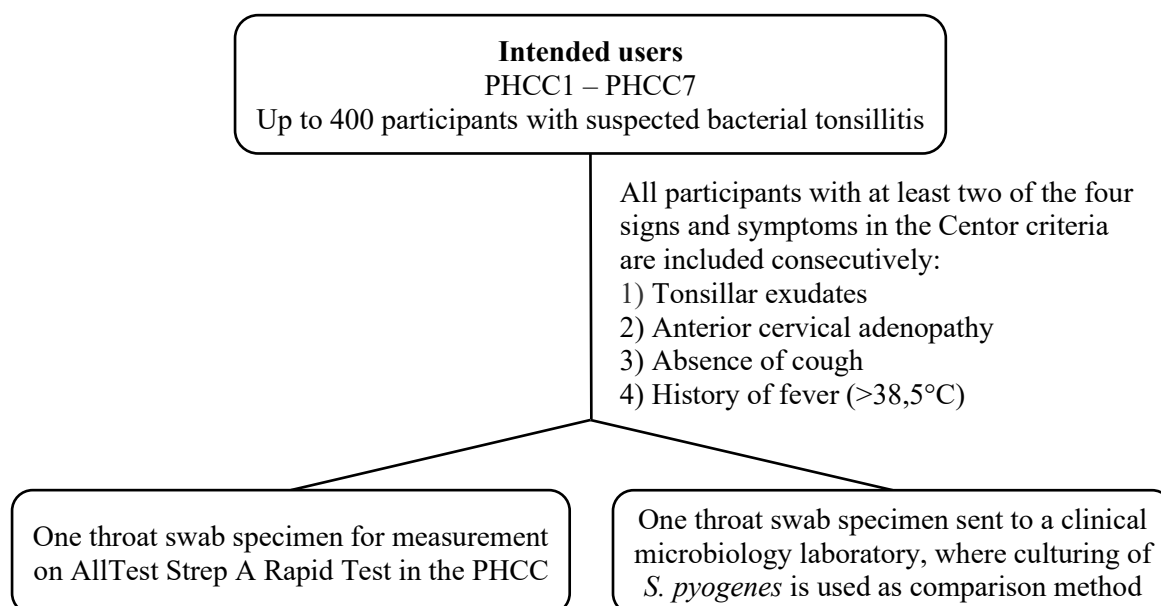 Intended users
PHCC1 – PHCC7
Up to 400 participants with suspected bacterial tonsillitis
All participants with at least two of the four
signs and symptoms in the Centor criteria
are included consecutively:
1) Tonsillar exudates
2) Anterior cervical adenopathy
3) Absence of cough
4) History of fever (>38,5°C)
One throat swab specimen for measurement
on AllTest Strep A Rapid Test in the PHCC
One throat swab specimen sent to a clinical
microbiology laboratory, where culturing of
S. pyogenes is used as comparison method